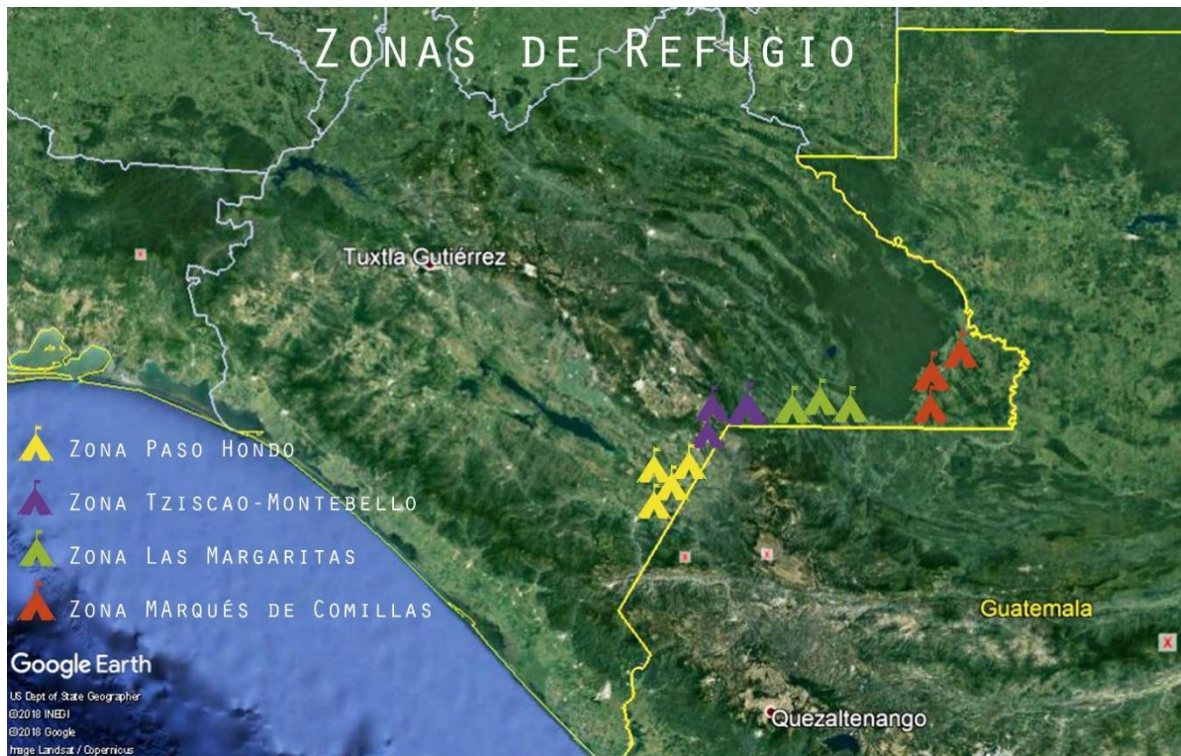 ZONAS DE REFUGIO
Tuxtla Gutiérrez
ZONA PASO HONDO
ZONA TZISCAO-MONTEBELLO
ZONA LAS MARGARITAS
ZONA MARQUÉS DE COMILLAS
Guatemala
Quezaltenango
Google Earth
US Dept of State Geographer
©2018 INEGI
©2018 Google
Image Landsat / Copernicus